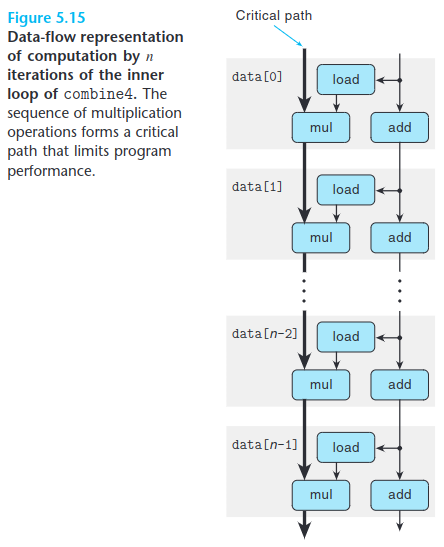 Figure 5.15
Data-flow representation
of computation by n
iterations of the inner
loop of combine4. The
sequence of multiplication
operations forms a critical
path that limits program
performance.
Critical path
data[0]
load
mul
add
data[1]
load
mul
add
data[n-2]
load
mul
add
data[n-1]
load
mul
add